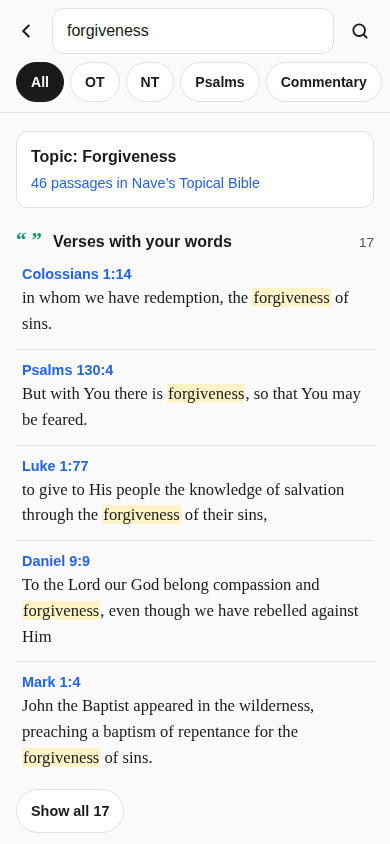 forgiveness
All OT NT Psalms Commentary
Topic: Forgiveness
46 passages in Nave’s Topical Bible
“ ” Verses with your words 17
Colossians 1:14
in whom we have redemption, the forgiveness of
sins.
Psalms 130:4
But with You there is forgiveness, so that You may
be feared.
Luke 1:77
to give to His people the knowledge of salvation
through the forgiveness of their sins,
Daniel 9:9
To the Lord our God belong compassion and
forgiveness, even though we have rebelled against
Him
Mark 1:4
John the Baptist appeared in the wilderness,
preaching a baptism of repentance for the
forgiveness of sins.
Show all 17